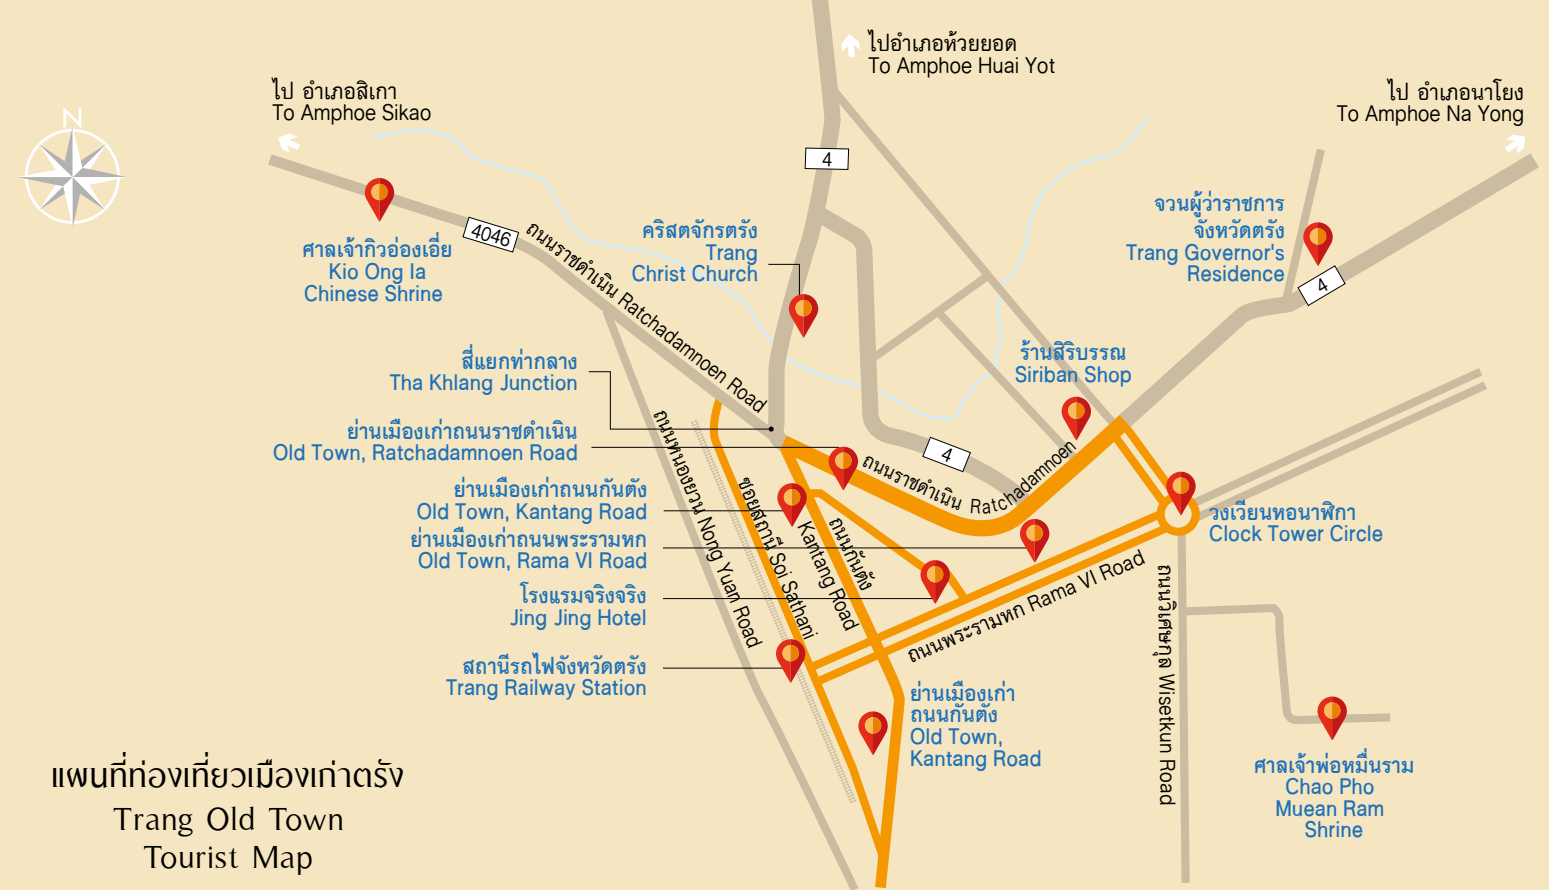 ไปอำเภอห้วยยอด
To Amphoe Huai Yot
ไป อำเภอสิเกา
To Amphoe Sikao
ไป อำเภอนาโยง
To Amphoe Na Yong
N
4
4046
ถนนราชดำเนิน Ratchadamnoen Road
ศาลเจ้ากิวอ่องเอี่ย
Kio Ong Ia
Chinese Shrine
คริสตจักรตรัง
Trang
Christ Church
จวนผู้ว่าราชการ
จังหวัดตรัง
Trang Governor's
Residence
4
สี่แยกท่ากลาง
Tha Khlang Junction
ร้านสิริบรรณ
Siriban Shop
ย่านเมืองเก่าถนนราชดำเนิน
Old Town, Ratchadamnoen Road
4
ถนนราชดำเนิน Ratchadamnoen
ย่านเมืองเก่าถนนกันตัง
Old Town, Kantang Road
ย่านเมืองเก่าถนนพระรามหก
Old Town, Rama VI Road
วงเวียนหอนาฬิกา
Clock Tower Circle
ถนนหนองยวน Nong Yuan Road
ซอยสถานี Soi Sathani
ถนนกันตัง
Kantang Road
โรงแรมจริงจริง
Jing Jing Hotel
ถนนพระรามหก Rama VI Road
ถนนวิเศษกุล Wisetkun Road
สถานีรถไฟจังหวัดตรัง
Trang Railway Station
ย่านเมืองเก่า
ถนนกันตัง
Old Town,
Kantang Road
ศาลเจ้าพ่อหมื่นราม
Chao Pho
Muean Ram
Shrine
แผนที่ท่องเที่ยวเมืองเก่าตรัง
Trang Old Town
Tourist Map